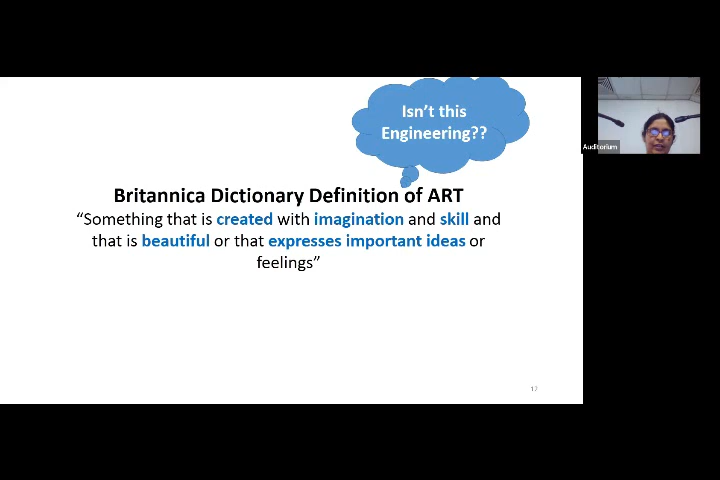 Isn’t this
Engineering??
Auditorium
Britannica Dictionary Definition of ART
“Something that is created with imagination and skill and
that is beautiful or that expresses important ideas or
feelings”